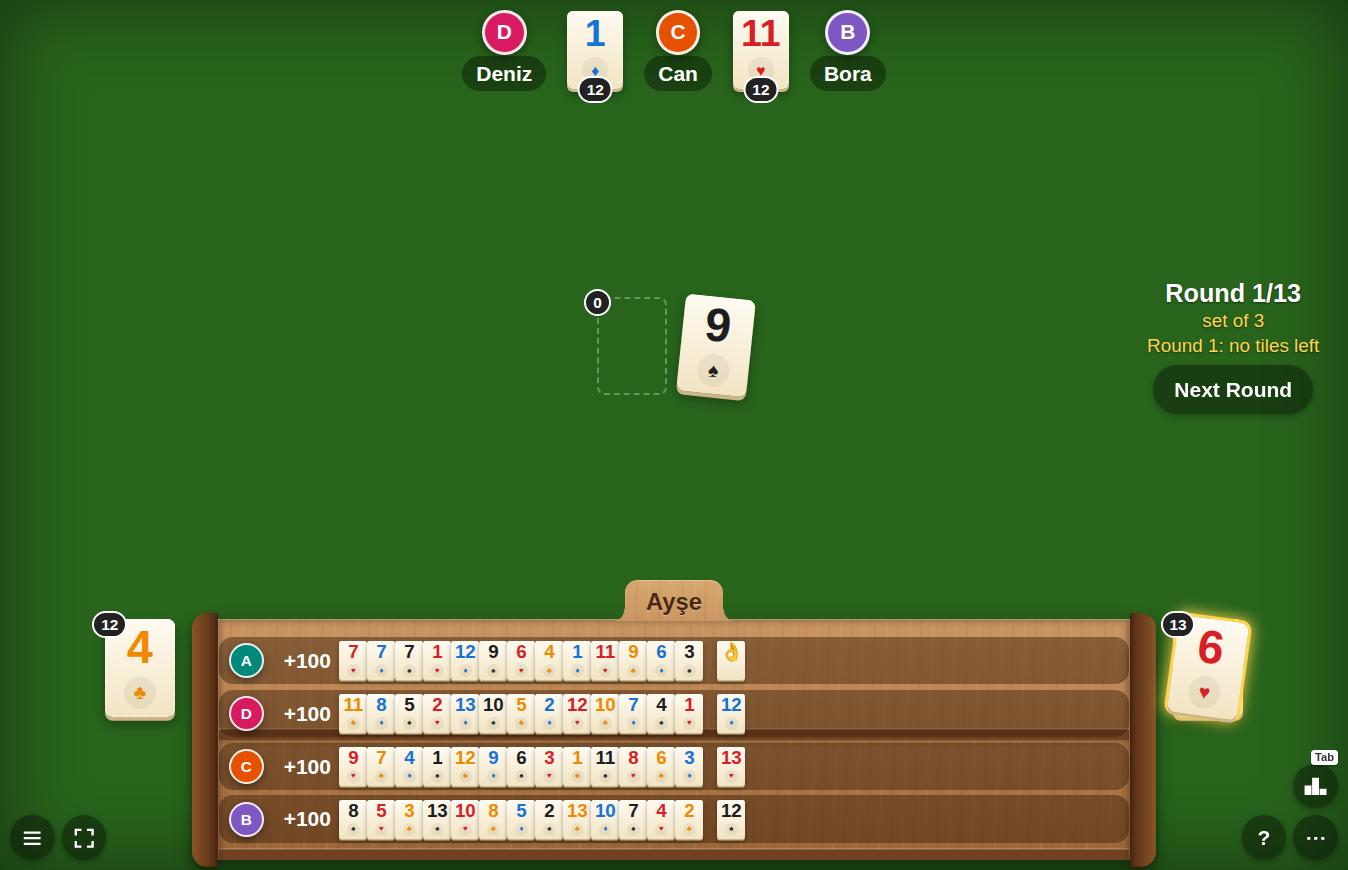 D 1 C 11 B
Deniz ♦ 12 Can ♥ 12 Bora
0 9
♠
Round 1/13
set of 3
Round 1: no tiles left
Next Round
Ayşe
12 4
♣
13 6
♥
A +100 7 7 7 1 12 9 6 4 1 11 9 6 3 👌
D +100 11 8 5 2 13 10 5 2 12 10 7 4 1 12
C +100 9 7 4 1 12 9 6 3 1 11 8 6 3 13
B +100 8 5 3 13 10 8 5 2 13 10 7 4 2 12
Tab
? ...